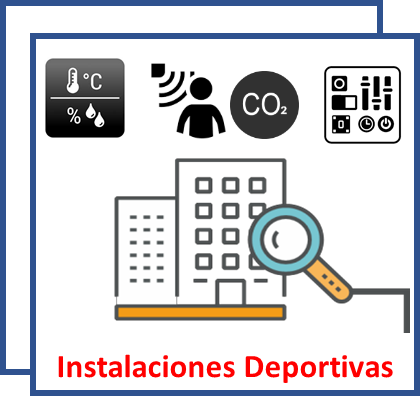 °C
%
CO₂
Instalaciones Deportivas